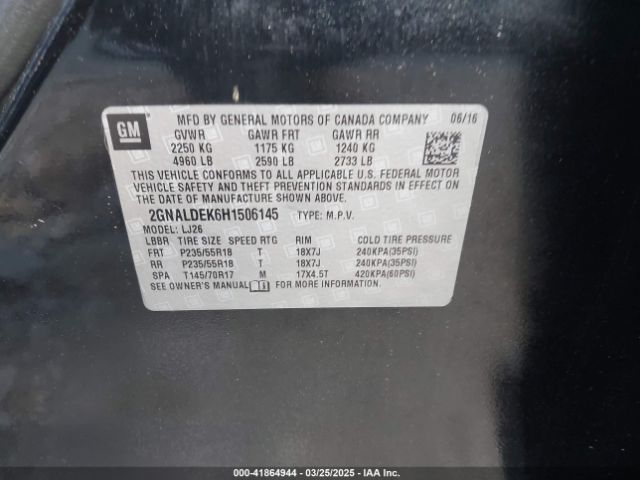 GM
MFD BY GENERAL MOTORS OF CANADA COMPANY 06/16
GVWR GAWR FRT GAWR RR
2250 KG 1175 KG 1240 KG
4960 LB 2590 LB 2733 LB
THIS VEHICLE CONFORMS TO ALL APPLICABLE U.S. FEDERAL MOTOR
VEHICLE SAFETY AND THEFT PREVENTION STANDARDS IN EFFECT
ON THE DATE OF MANUFACTURE SHOWN ABOVE.
2GNALDEK6H1506145 TYPE: M.P.V.
MODEL: LJ26
LBBR TIRE SIZE SPEED RTG RIM COLD TIRE PRESSURE
FRT P235/55R18 T 18X7J 240KPA(35PSI)
RR P235/55R18 T 18X7J 240KPA(35PSI)
SPA T145/70R17 M 17X4.5T 420KPA(60PSI)
SEE OWNER'S MANUAL FOR MORE INFORMATION.
000-41864944 / 03/25/2025 / IAAI.COM